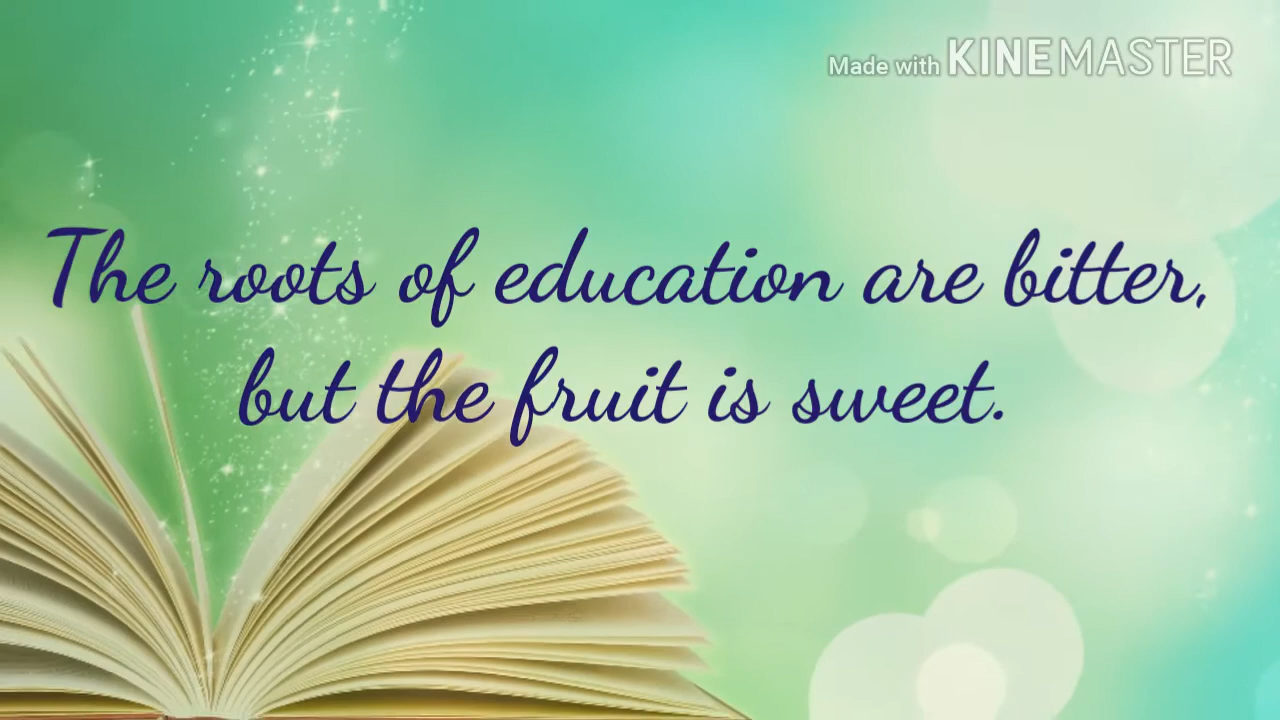 Made with KINEMASTER
The roots of education are bitter,
but the fruit is sweet.